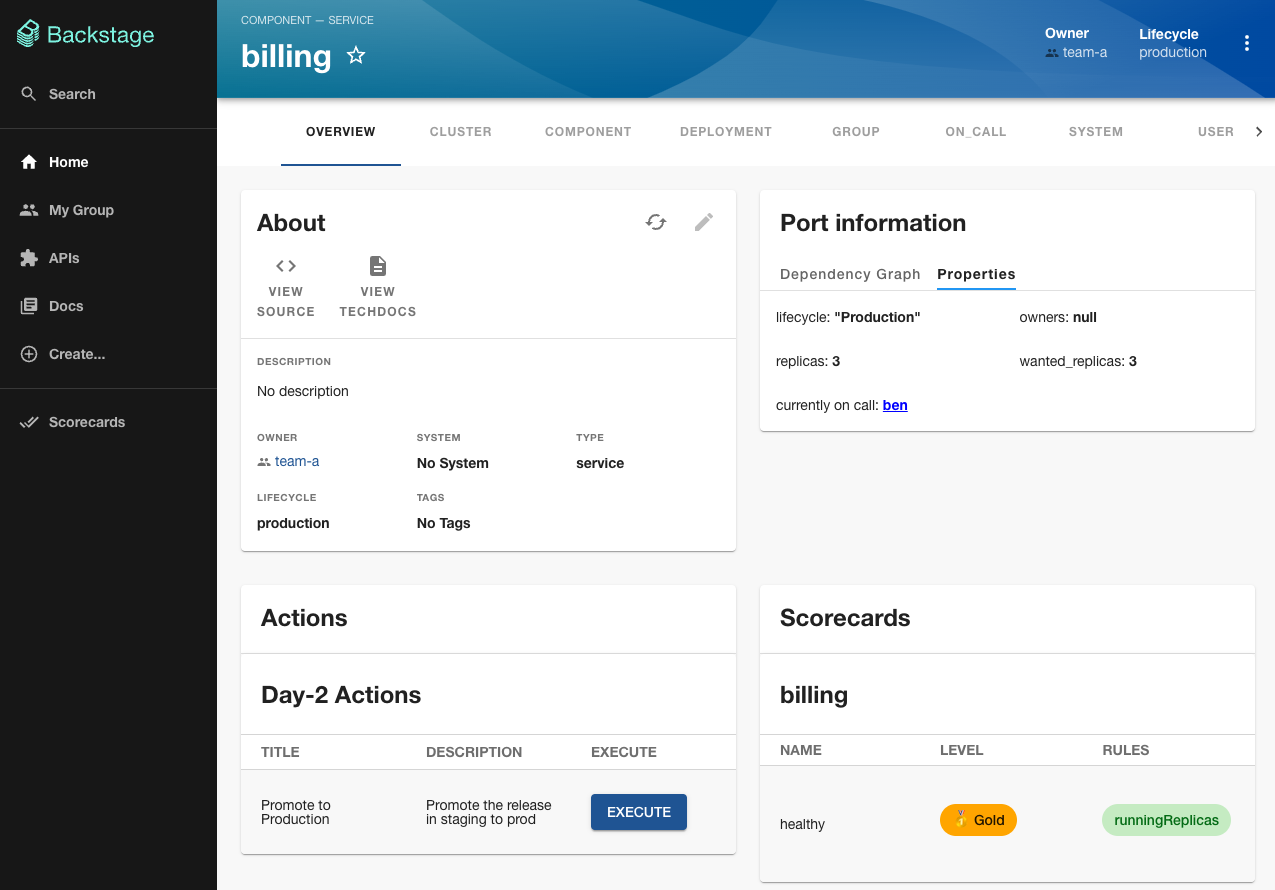 Backstage
Search
Home
My Group
APIs
Docs
Create...
Scorecards
COMPONENT — SERVICE
billing
Owner
team-a
Lifecycle
production
OVERVIEW
CLUSTER
COMPONENT
DEPLOYMENT
GROUP
ON_CALL
SYSTEM
USER
About
VIEW
SOURCE
VIEW
TECHDOCS
DESCRIPTION
No description
OWNER
team-a
SYSTEM
No System
TYPE
service
LIFECYCLE
production
TAGS
No Tags
Port information
Dependency Graph
Properties
lifecycle: "Production"
owners: null
replicas: 3
wanted_replicas: 3
currently on call: ben
Actions
Day-2 Actions
TITLE
DESCRIPTION
EXECUTE
Promote to
Production
Promote the release
in staging to prod
EXECUTE
Scorecards
billing
NAME
LEVEL
RULES
healthy
🏅 Gold
runningReplicas